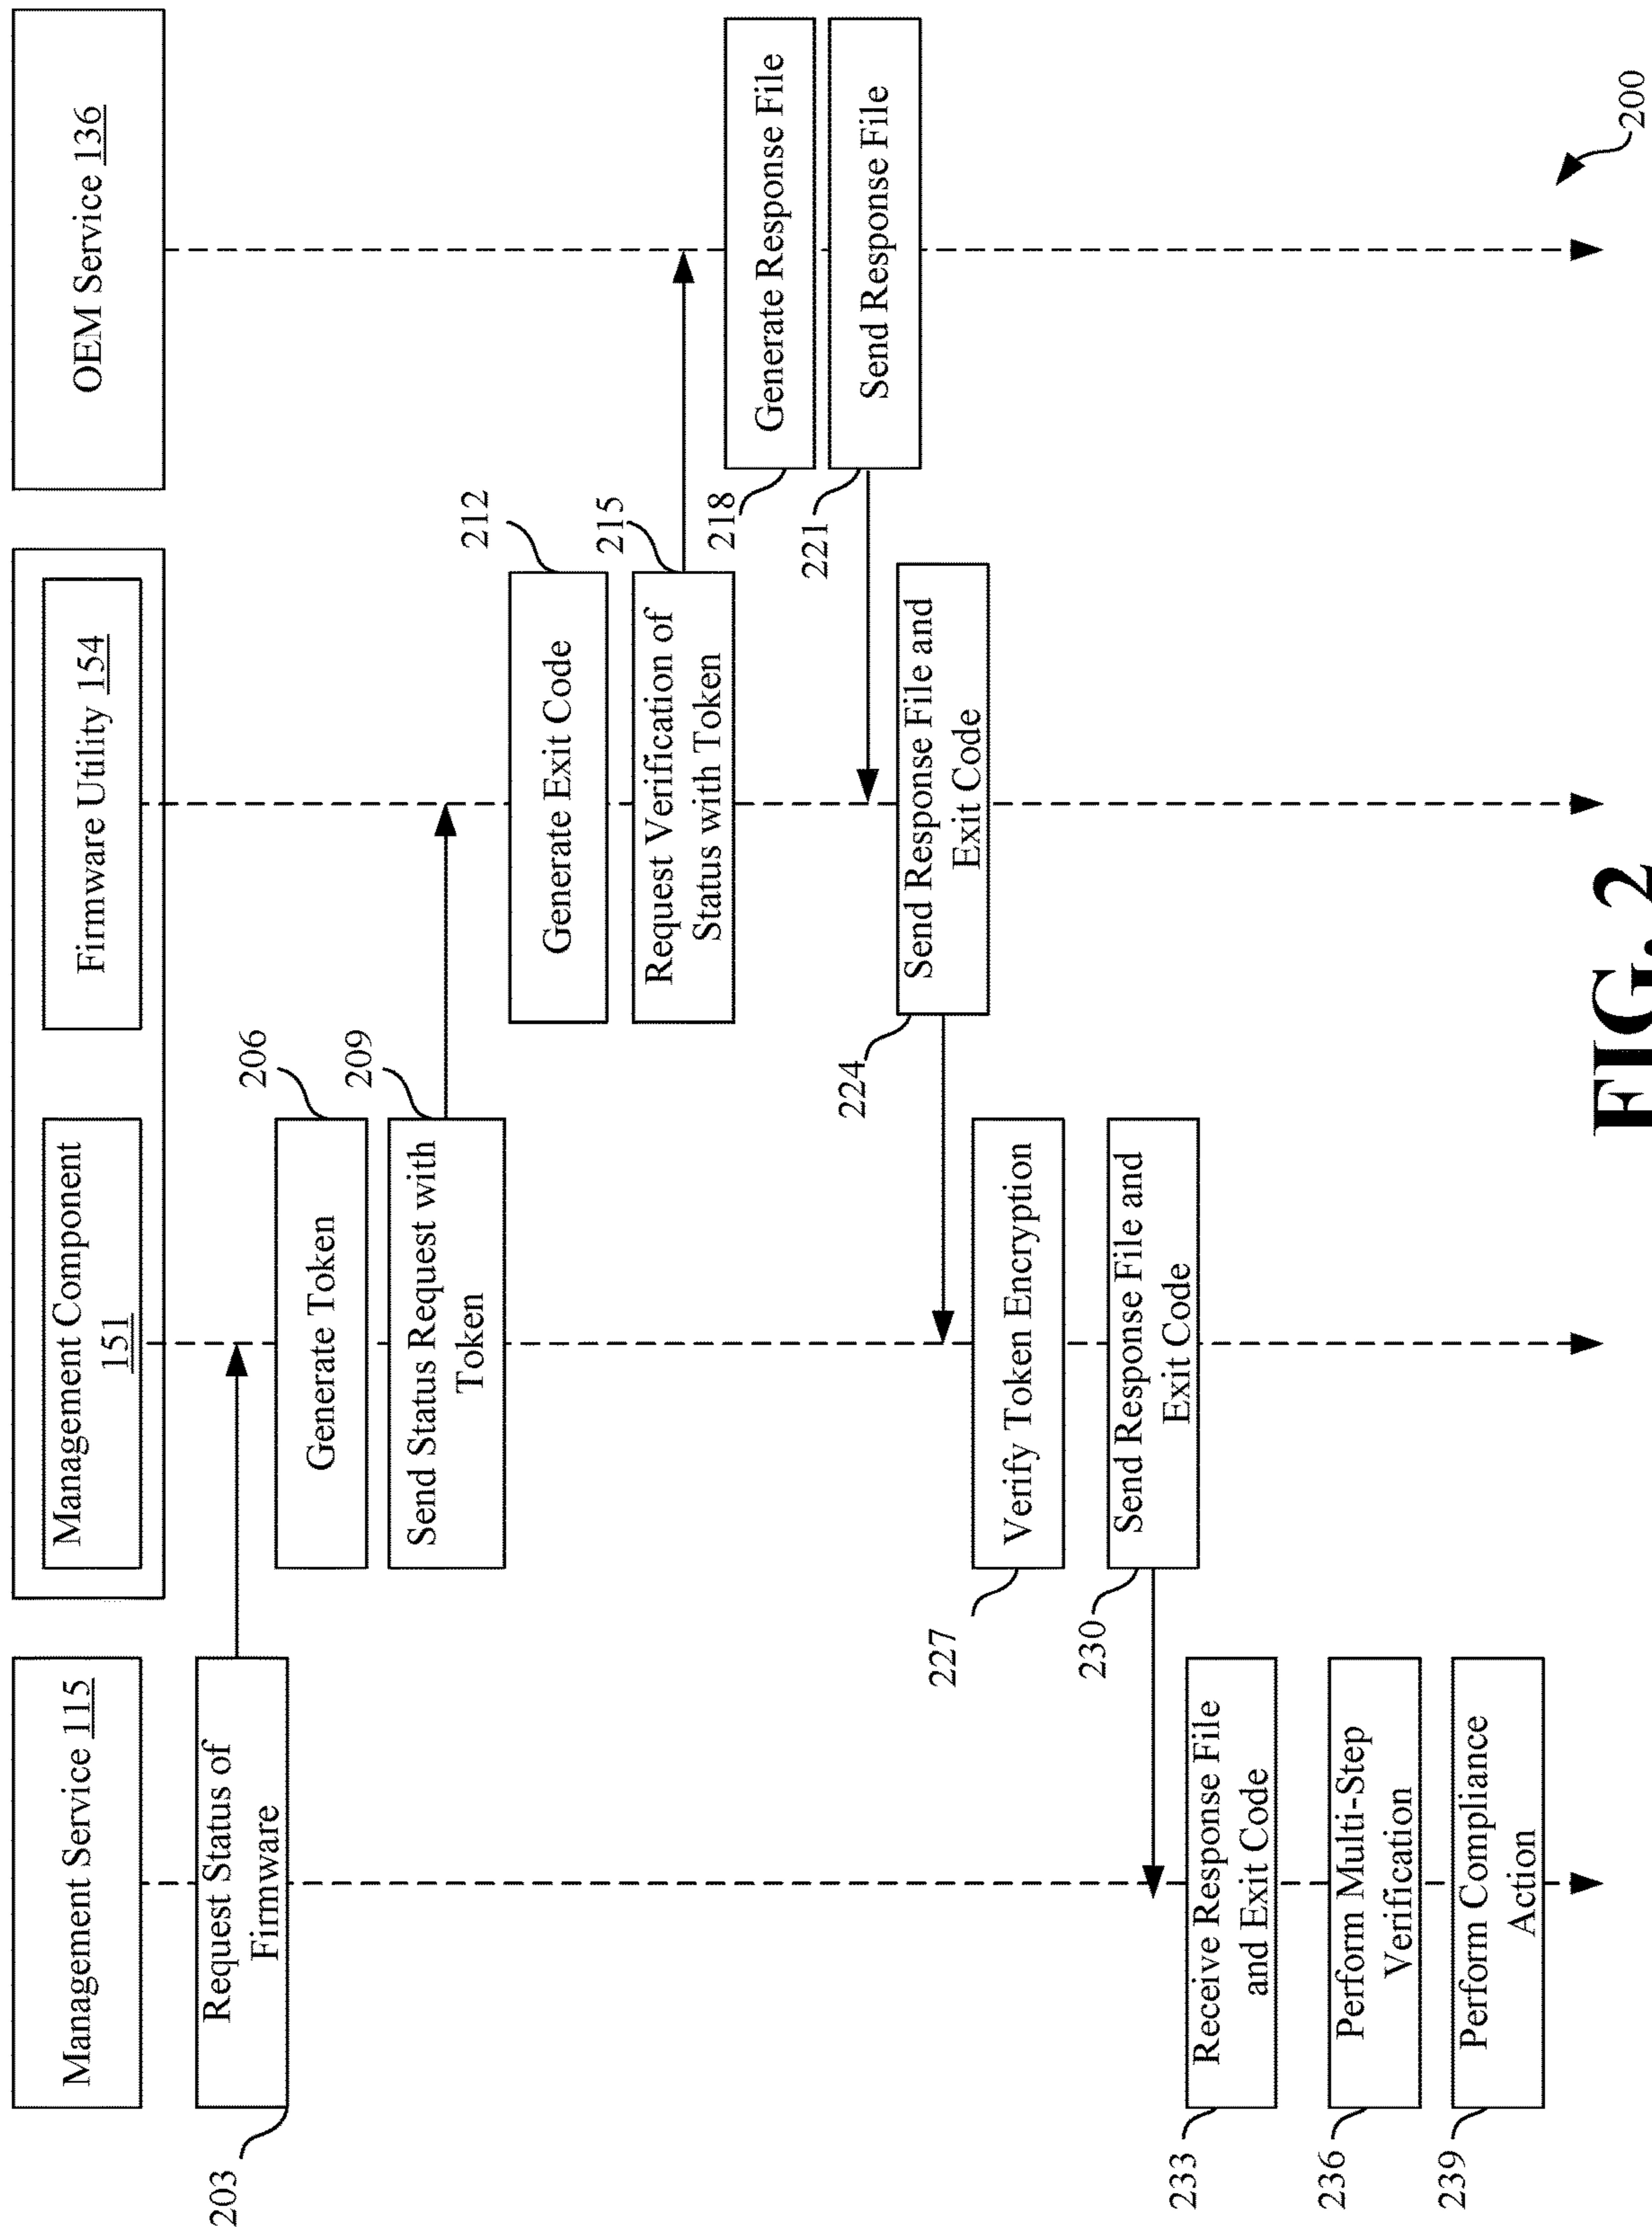 Management Service 115
Management Component
151
Firmware Utility 154
OEM Service 136
203
Request Status of
Firmware
206
Generate Token
209
Send Status Request with
Token
212
Generate Exit Code
215
Request Verification of
Status with Token
218
Generate Response File
221
Send Response File
224
Send Response File and
Exit Code
227
Verify Token Encryption
230
Send Response File and
Exit Code
233
Receive Response File
and Exit Code
236
Perform Multi-Step
Verification
239
Perform Compliance
Action
200
FIG. 2